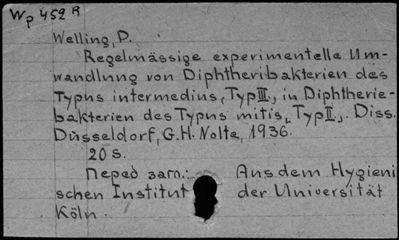 Wp 452 R
Welling, D.
Regelmässige experimentelle Um-
wandlung von Diphtheribakterien des
Typus intermedius, Typ III, in Diphtherie-
bakterien des Typus mitis, Typ II. Diss.
Düsseldorf, G.H. Nolte, 1936.
20 S.
Перед загл.: Aus dem Hygieni
schen Institut der Universität
Köln.